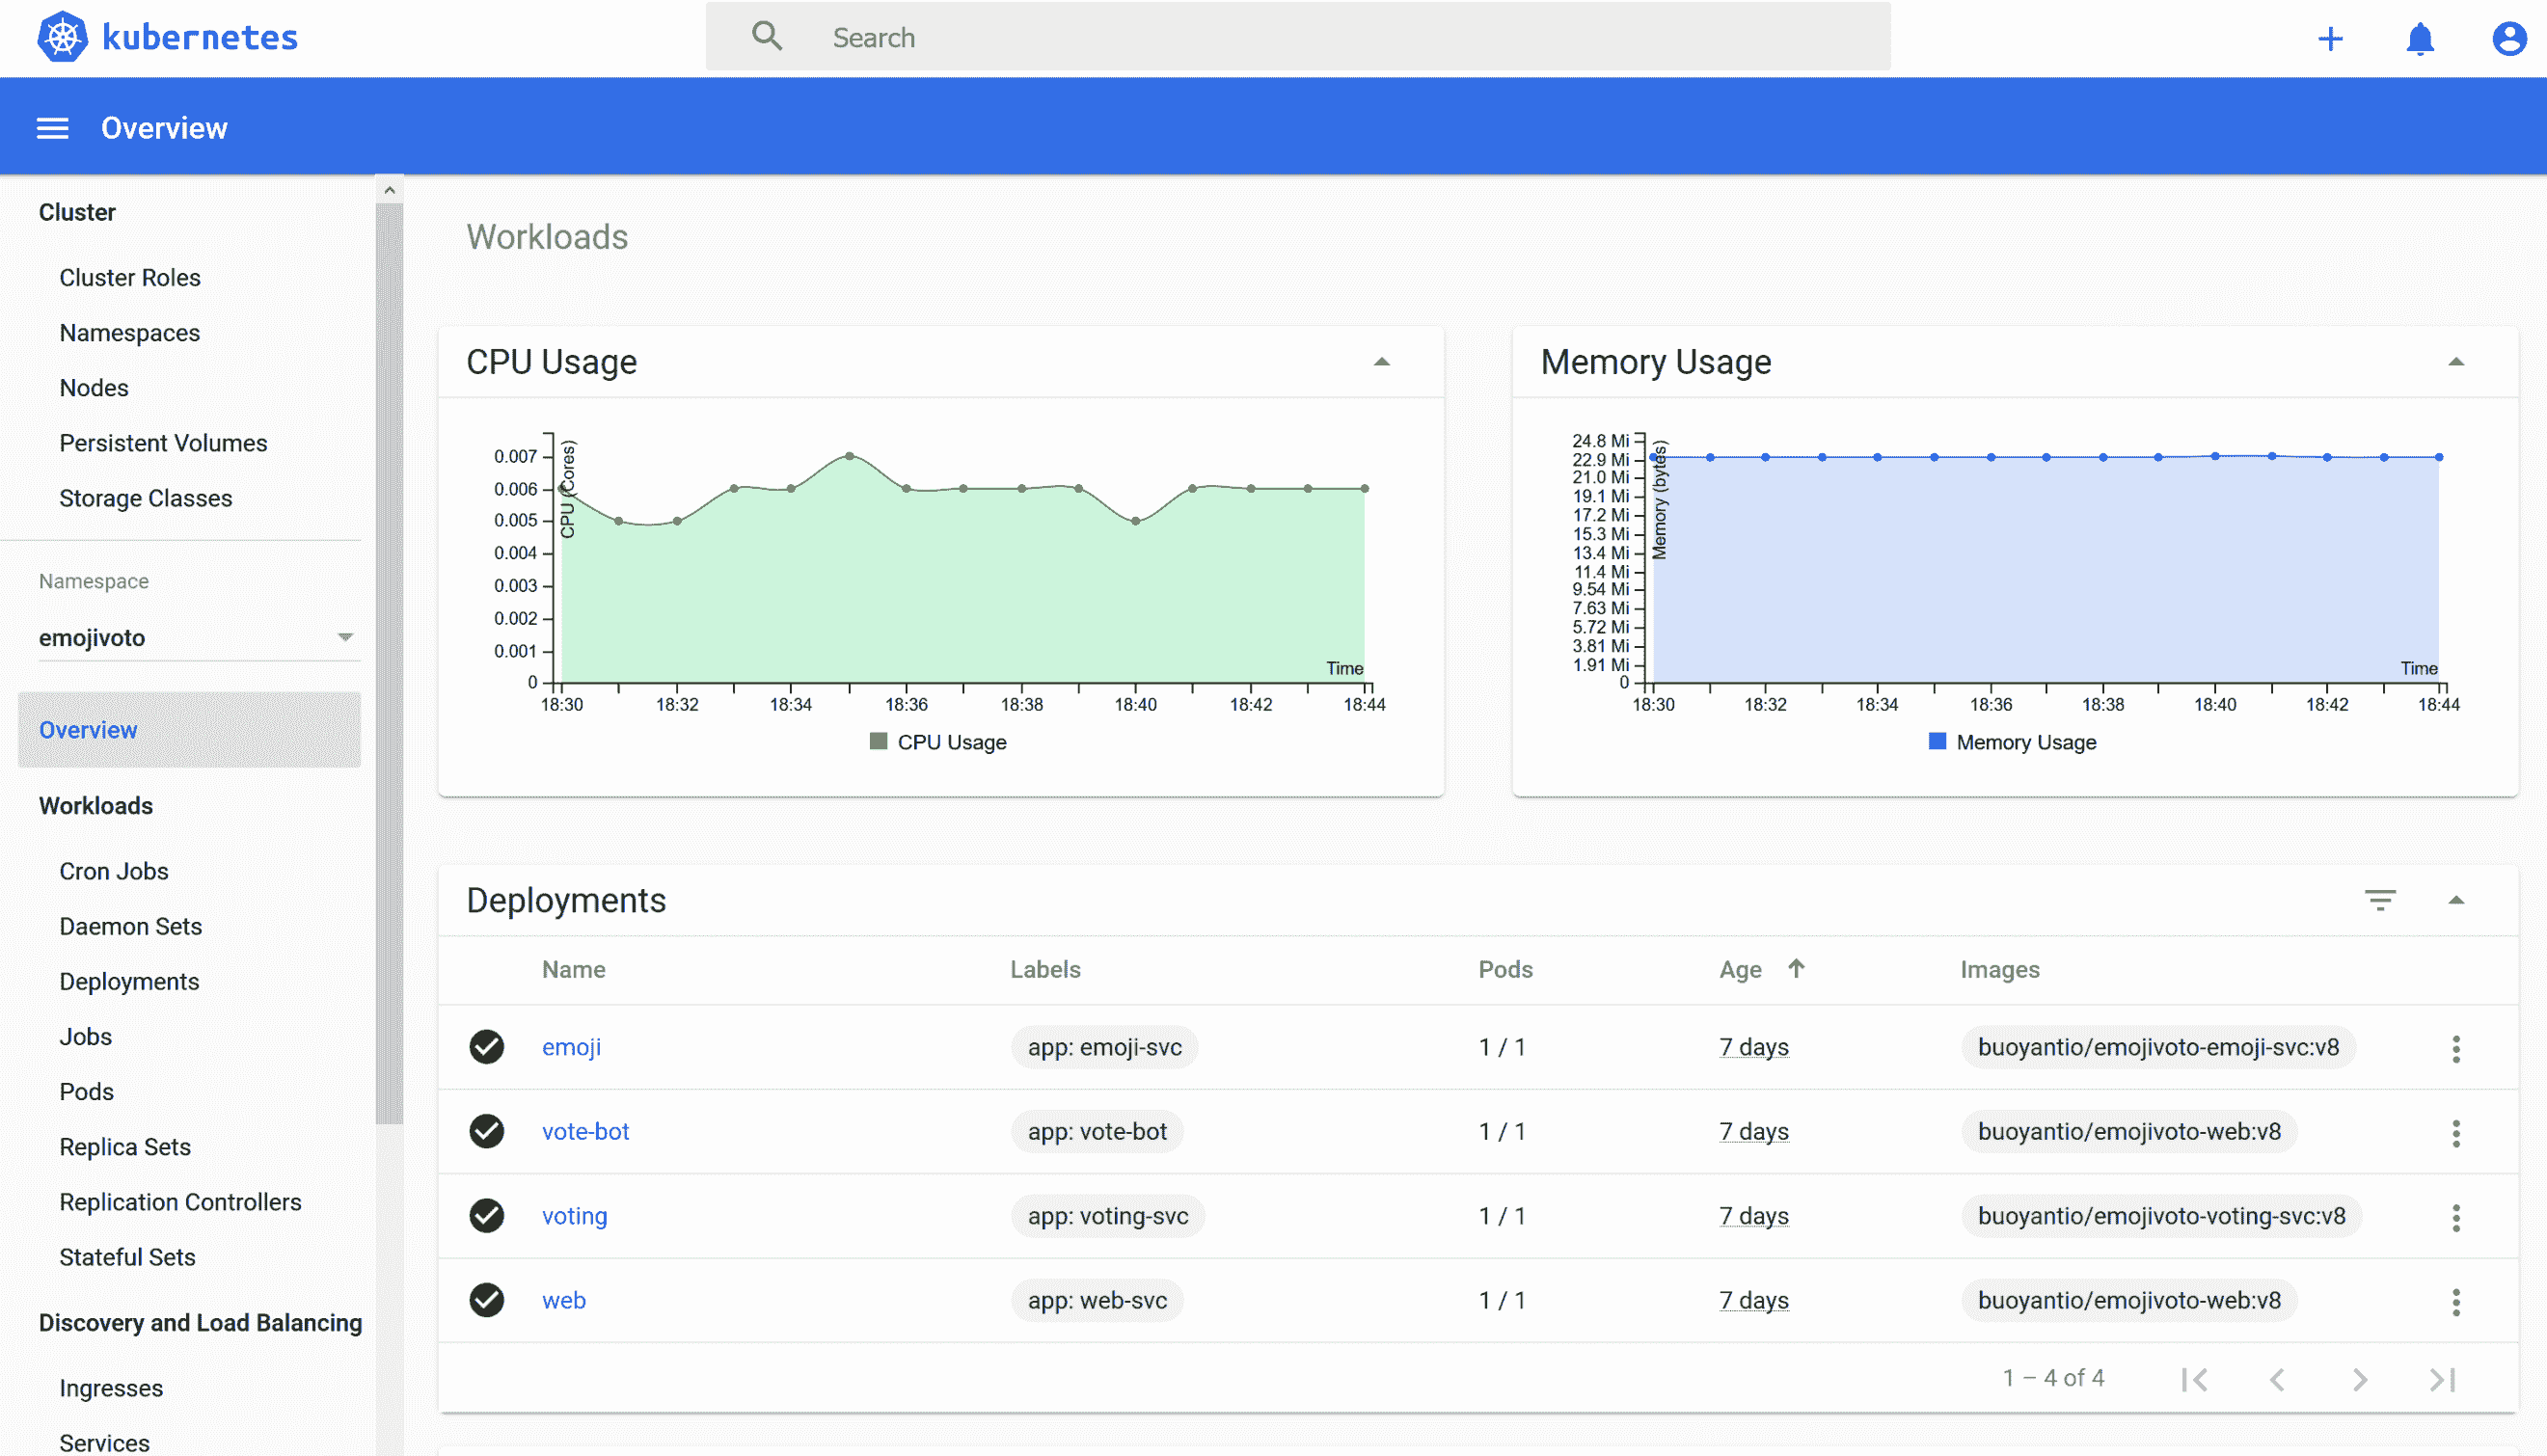 kubernetes
Search
Overview
Cluster
Cluster Roles
Namespaces
Nodes
Persistent Volumes
Storage Classes
Namespace
emojivoto
Overview
Workloads
Cron Jobs
Daemon Sets
Deployments
Jobs
Pods
Replica Sets
Replication Controllers
Stateful Sets
Discovery and Load Balancing
Ingresses
Services
Workloads
CPU Usage
CPU (Cores)
0.007
0.006
0.005
0.004
0.003
0.002
0.001
0
Time
18:30 18:32 18:34 18:36 18:38 18:40 18:42 18:44
CPU Usage
Memory Usage
Memory (bytes)
24.8 Mi
22.9 Mi
21.0 Mi
19.1 Mi
17.2 Mi
15.3 Mi
13.4 Mi
11.4 Mi
9.54 Mi
7.63 Mi
5.72 Mi
3.81 Mi
1.91 Mi
0
Time
18:30 18:32 18:34 18:36 18:38 18:40 18:42 18:44
Memory Usage
Deployments
Name Labels Pods Age Images
emoji app: emoji-svc 1 / 1 7 days buoyantio/emojivoto-emoji-svc:v8
vote-bot app: vote-bot 1 / 1 7 days buoyantio/emojivoto-web:v8
voting app: voting-svc 1 / 1 7 days buoyantio/emojivoto-voting-svc:v8
web app: web-svc 1 / 1 7 days buoyantio/emojivoto-web:v8
1 – 4 of 4